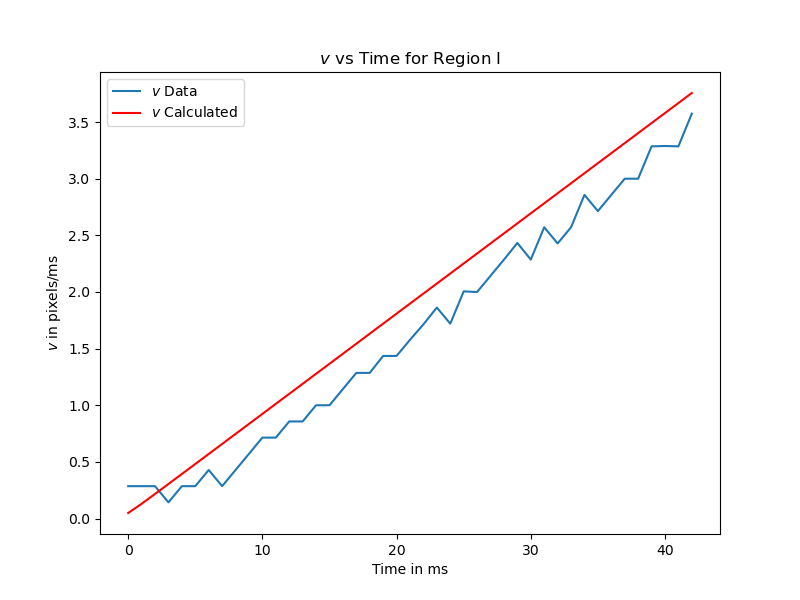 v vs Time for Region I
v Data
v Calculated
3.5
3.0
2.5
2.0
1.5
1.0
0.5
0.0
v in pixels/ms
0 10 20 30 40
Time in ms